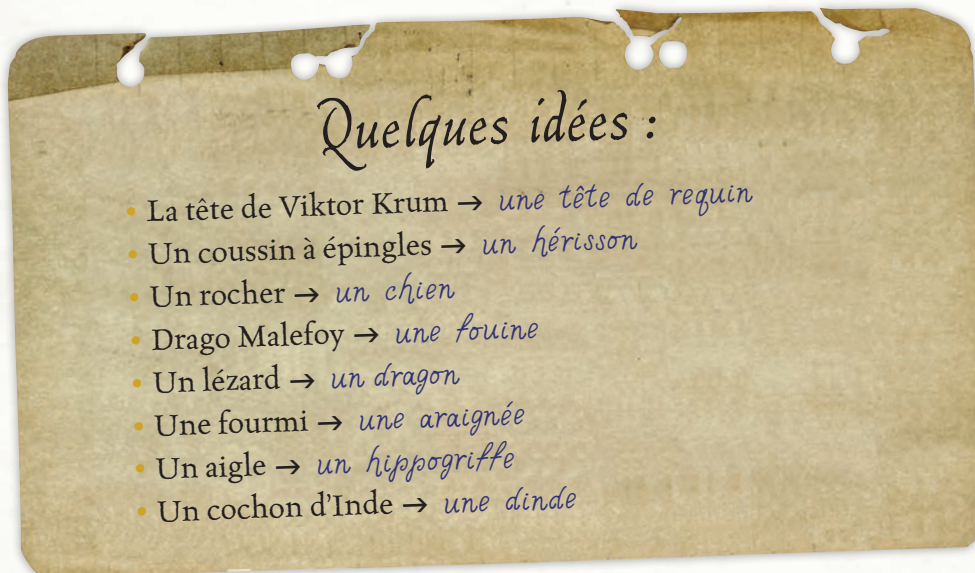 Quelques idées :
• La tête de Viktor Krum → une tête de requin
• Un coussin à épingles → un hérisson
• Un rocher → un chien
• Drago Malefoy → une fouine
• Un lézard → un dragon
• Une fourmi → une araignée
• Un aigle → un hippogriffe
• Un cochon d’Inde → une dinde